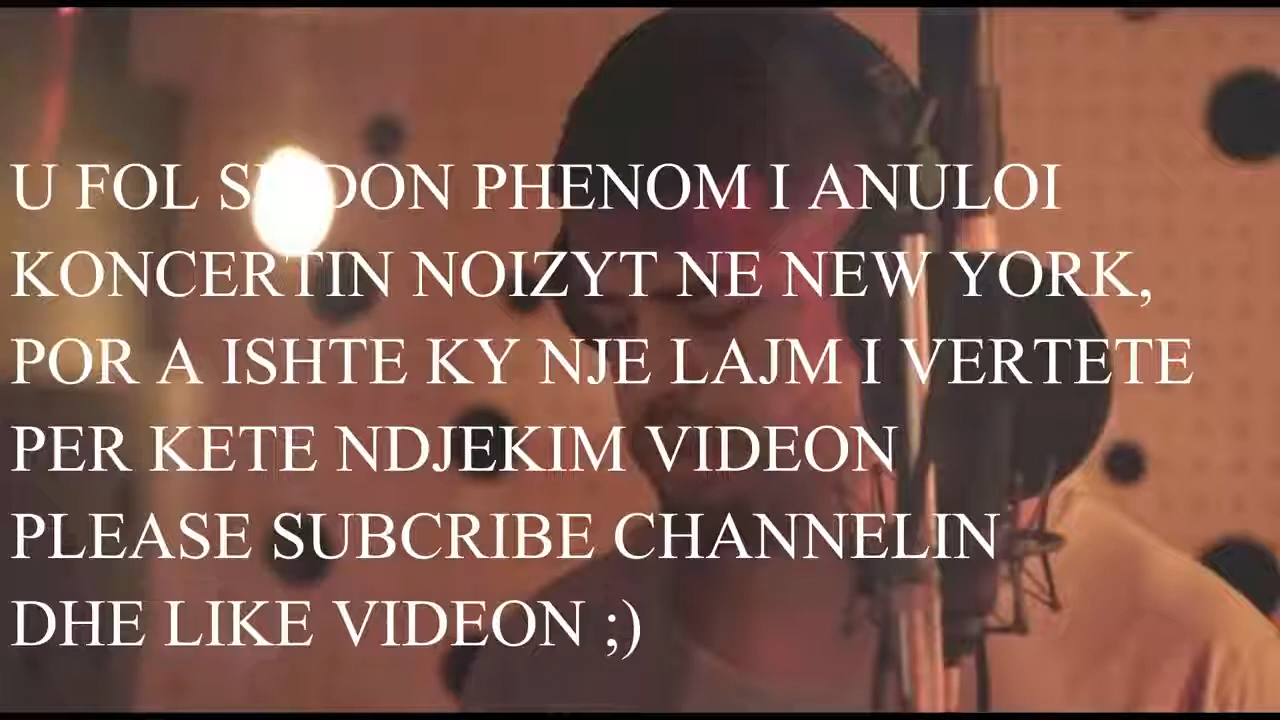 U FOL PHENOM I ANULOI
KONCERTIN NOIZYT NE NEW YORK,
POR A ISHTE KY NJE LAJM I VERTETE
PER KETE NDJEKIM VIDEON
PLEASE SUBCRIBE CHANNELIN
DHE LIKE VIDEON ;)